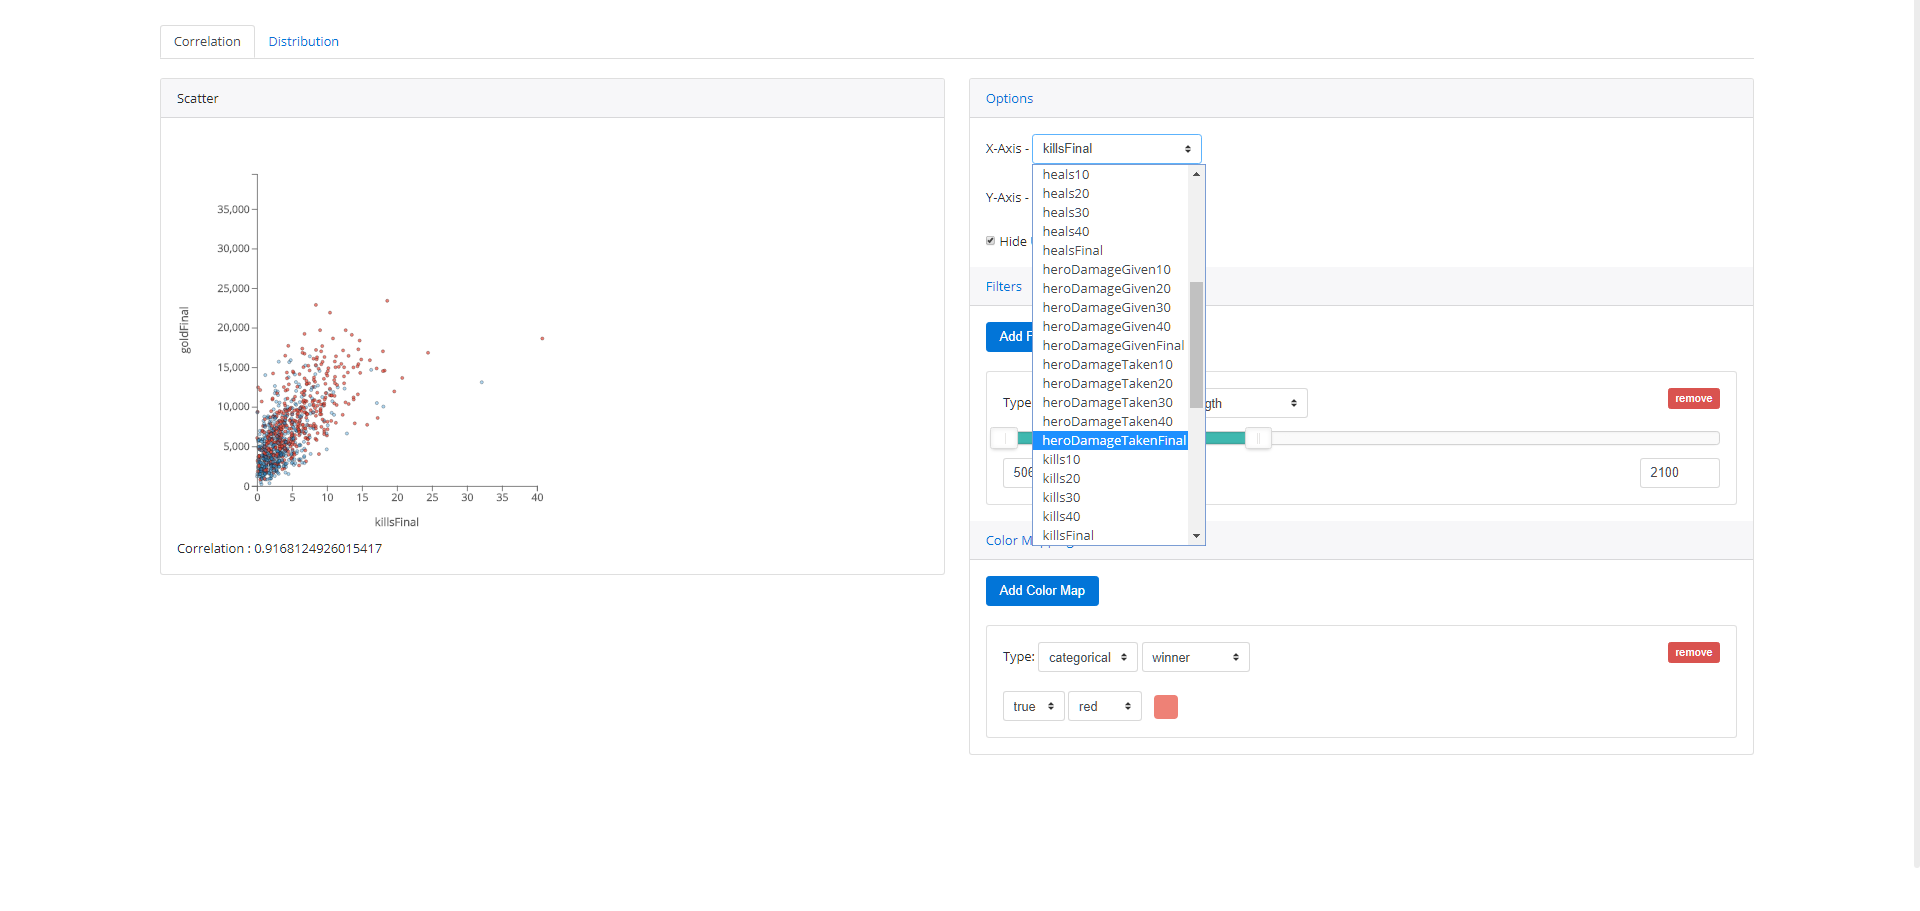 Correlation Distribution
Scatter
35,000
30,000
25,000
20,000
15,000
10,000
5,000
0
goldFinal
0 5 10 15 20 25 30 35 40
killsFinal
Correlation : 0.9168124926015417
Options
X-Axis - killsFinal
heals10
heals20
heals30
heals40
healsFinal
heroDamageGiven10
heroDamageGiven20
heroDamageGiven30
heroDamageGiven40
heroDamageGivenFinal
heroDamageTaken10
heroDamageTaken20
heroDamageTaken30
heroDamageTaken40
heroDamageTakenFinal
kills10
kills20
kills30
kills40
killsFinal
Y-Axis -
Hide
Filters
Add F
Type gth remove
506 2100
Color M
Add Color Map
Type: categorical winner remove
true red